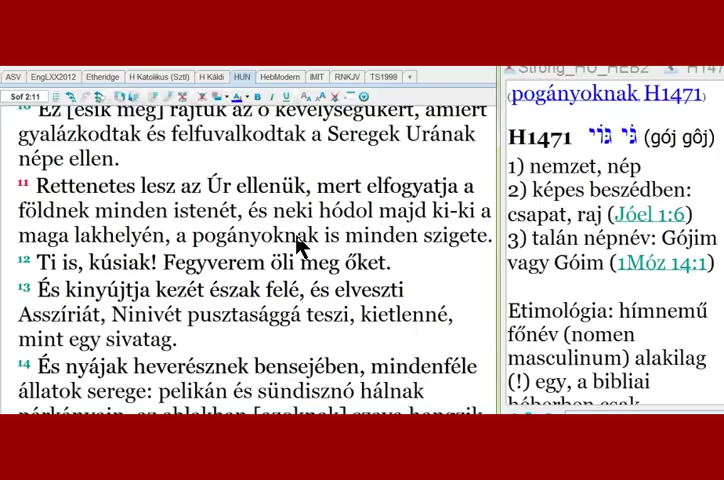 ASV EngLXX2012 Etheridge H Katolikus (SztI) H Káldi HUN HebModern IMIT RNKJV TS1998 +
Sof 2:11
10 Ez [esik meg] rajtuk az ő kevélységükért, amiért
gyalázkodtak és felfuvalkodtak a Seregek Urának
népe ellen.
11 Rettenetes lesz az Úr ellenük, mert elfogyatja a
földnek minden istenét, és neki hódol majd ki-ki a
maga lakhelyén, a pogányoknak is minden szigete.
12 Ti is, kúsiak! Fegyverem öli meg őket.
13 És kinyújtja kezét észak felé, és elveszti
Asszíriát, Ninivét pusztasággá teszi, kietlenné,
mint egy sivatag.
14 És nyájak heverésznek bensejében, mindenféle
állatok serege: pelikán és sündisznó hálnak
Strong_HU_HEB2 H147
(pogányoknak H1471)
H1471 גֹּי גּוֹי (gój gôj)
1) nemzet, nép
2) képes beszédben:
csapat, raj (Jóel 1:6)
3) talán népnév: Gójim
vagy Góim (1Móz 14:1)
Etimológia: hímnemű
főnév (nomen
masculinum) alakilag
(!) egy, a bibliai
héberben csak